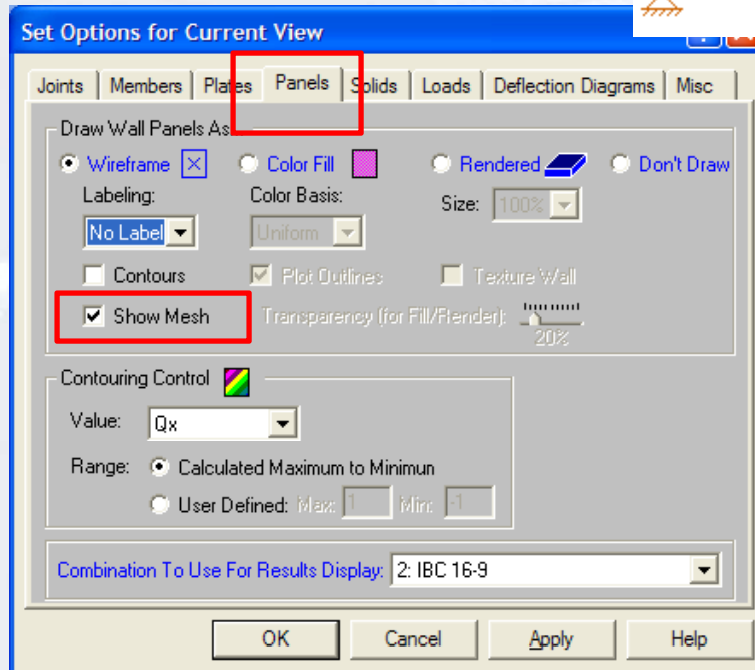 Set Options for Current View
Joints Members Plates Panels Solids Loads Deflection Diagrams Misc
Draw Wall Panels As
Wireframe Color Fill Rendered Don't Draw
Labeling: Color Basis: Size: 100%
No Label Uniform
Contours Plot Outlines Texture Wall
Show Mesh Transparency (for Fill/Render):
20%
Contouring Control
Value: Qx
Range: Calculated Maximum to Minimun
User Defined: Max: 1 Min: -1
Combination To Use For Results Display: 2: IBC 16-9
OK Cancel Apply Help